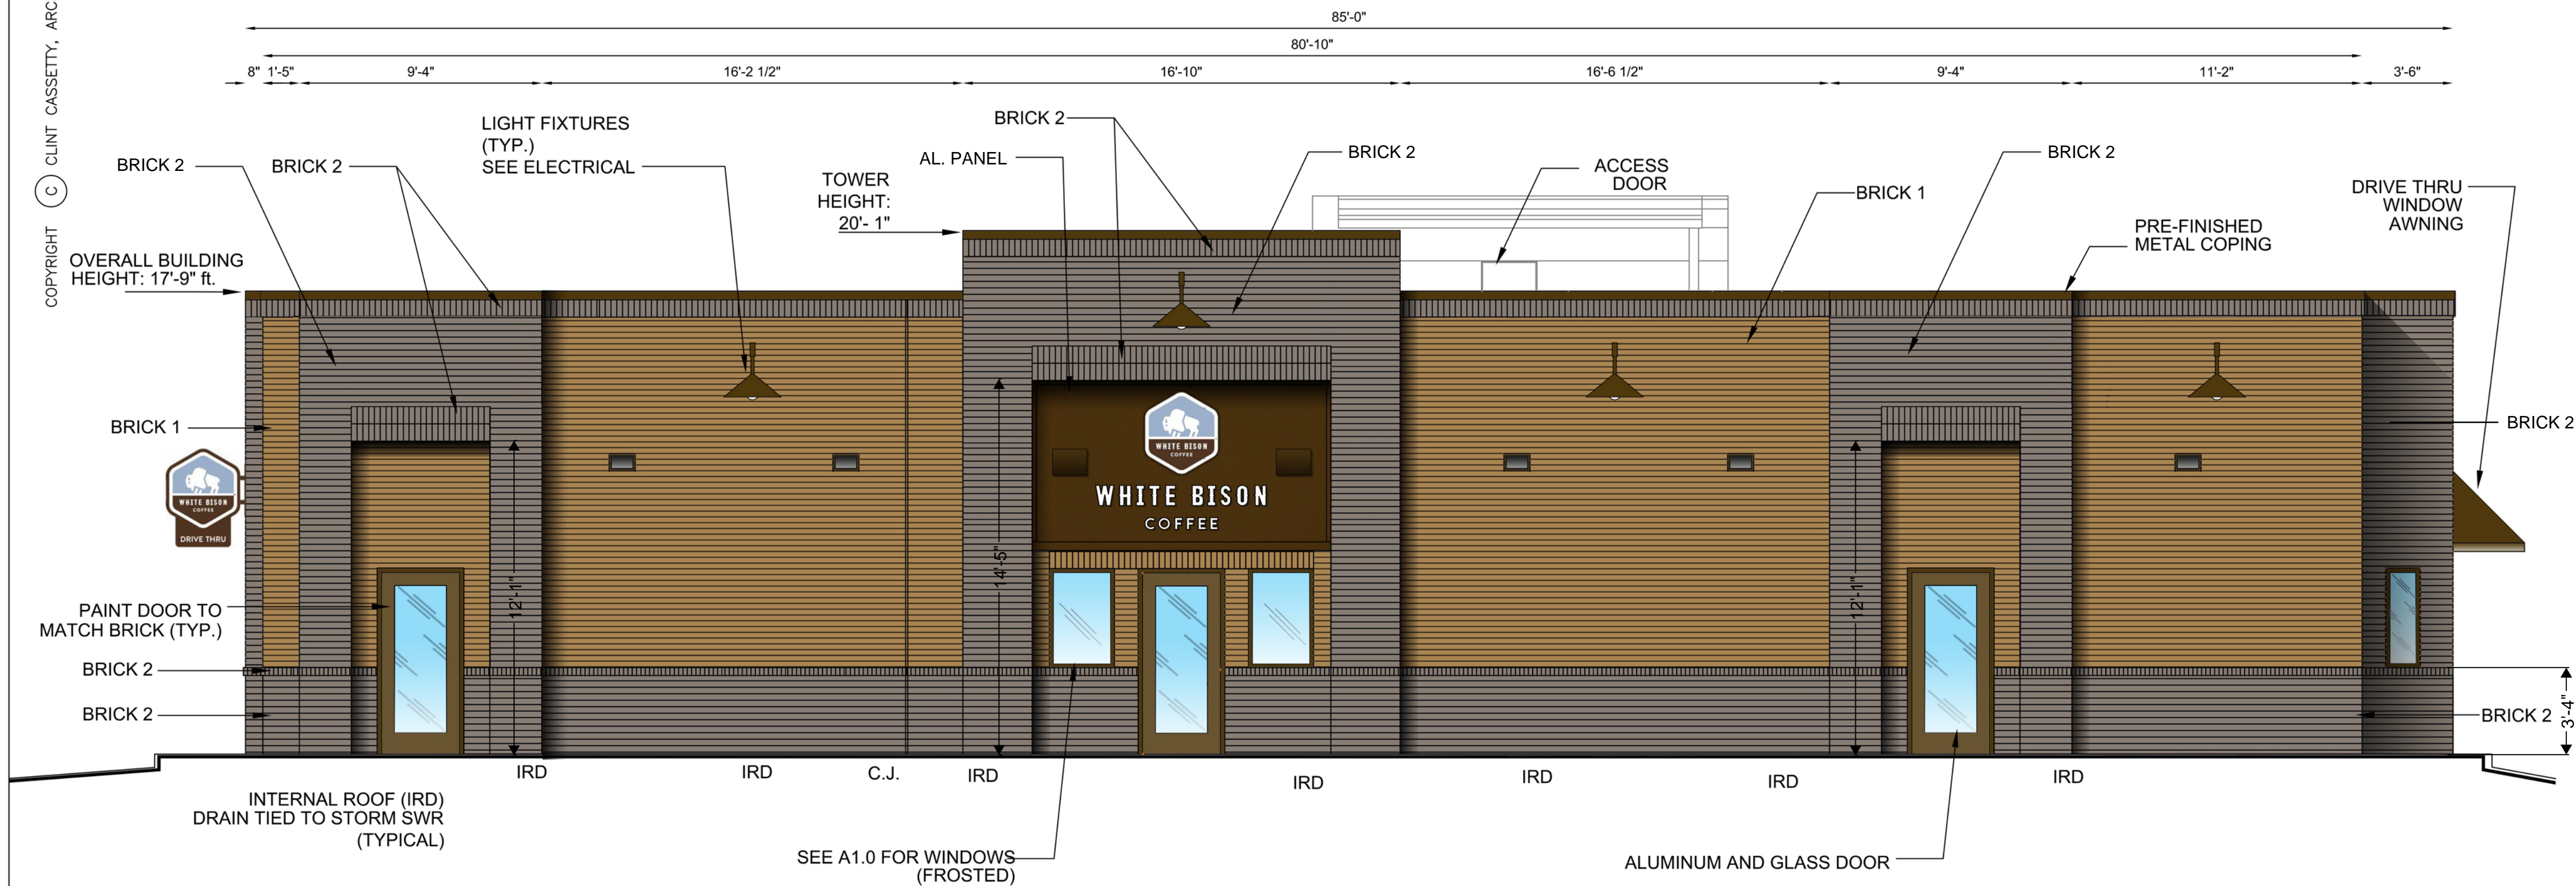 COPYRIGHT C CLINT CASSETTY, ARC
85'-0"
80'-10"
8" 1'-5" 9'-4" 16'-2 1/2" 16'-10" 16'-6 1/2" 9'-4" 11'-2" 3'-6"
BRICK 2
BRICK 2
LIGHT FIXTURES
(TYP.)
SEE ELECTRICAL
BRICK 2
AL. PANEL
BRICK 2
TOWER
HEIGHT:
20'- 1"
ACCESS
DOOR
BRICK 1
BRICK 2
DRIVE THRU
WINDOW
AWNING
PRE-FINISHED
METAL COPING
OVERALL BUILDING
HEIGHT: 17'-9" ft.
BRICK 1
BRICK 2
WHITE BISON
COFFEE
DRIVE THRU
WHITE BISON
COFFEE
WHITE BISON
COFFEE
12'-1"
14'-5"
12'-1"
3'-4"
PAINT DOOR TO
MATCH BRICK (TYP.)
BRICK 2
BRICK 2
BRICK 2
IRD IRD C.J. IRD IRD IRD IRD IRD
INTERNAL ROOF (IRD)
DRAIN TIED TO STORM SWR
(TYPICAL)
SEE A1.0 FOR WINDOWS
(FROSTED)
ALUMINUM AND GLASS DOOR